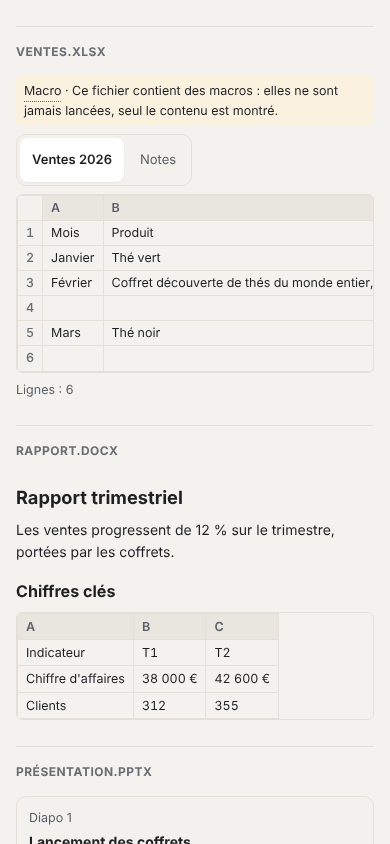 VENTES.XLSX
Macro · Ce fichier contient des macros : elles ne sont
jamais lancées, seul le contenu est montré.
Ventes 2026 Notes
A B
1 Mois Produit
2 Janvier Thé vert
3 Février Coffret découverte de thés du monde entier,
4
5 Mars Thé noir
6
Lignes : 6
RAPPORT.DOCX
Rapport trimestriel
Les ventes progressent de 12 % sur le trimestre,
portées par les coffrets.
Chiffres clés
A B C
Indicateur T1 T2
Chiffre d'affaires 38 000 € 42 600 €
Clients 312 355
PRÉSENTATION.PPTX
Diapo 1
Lancement des coffrets